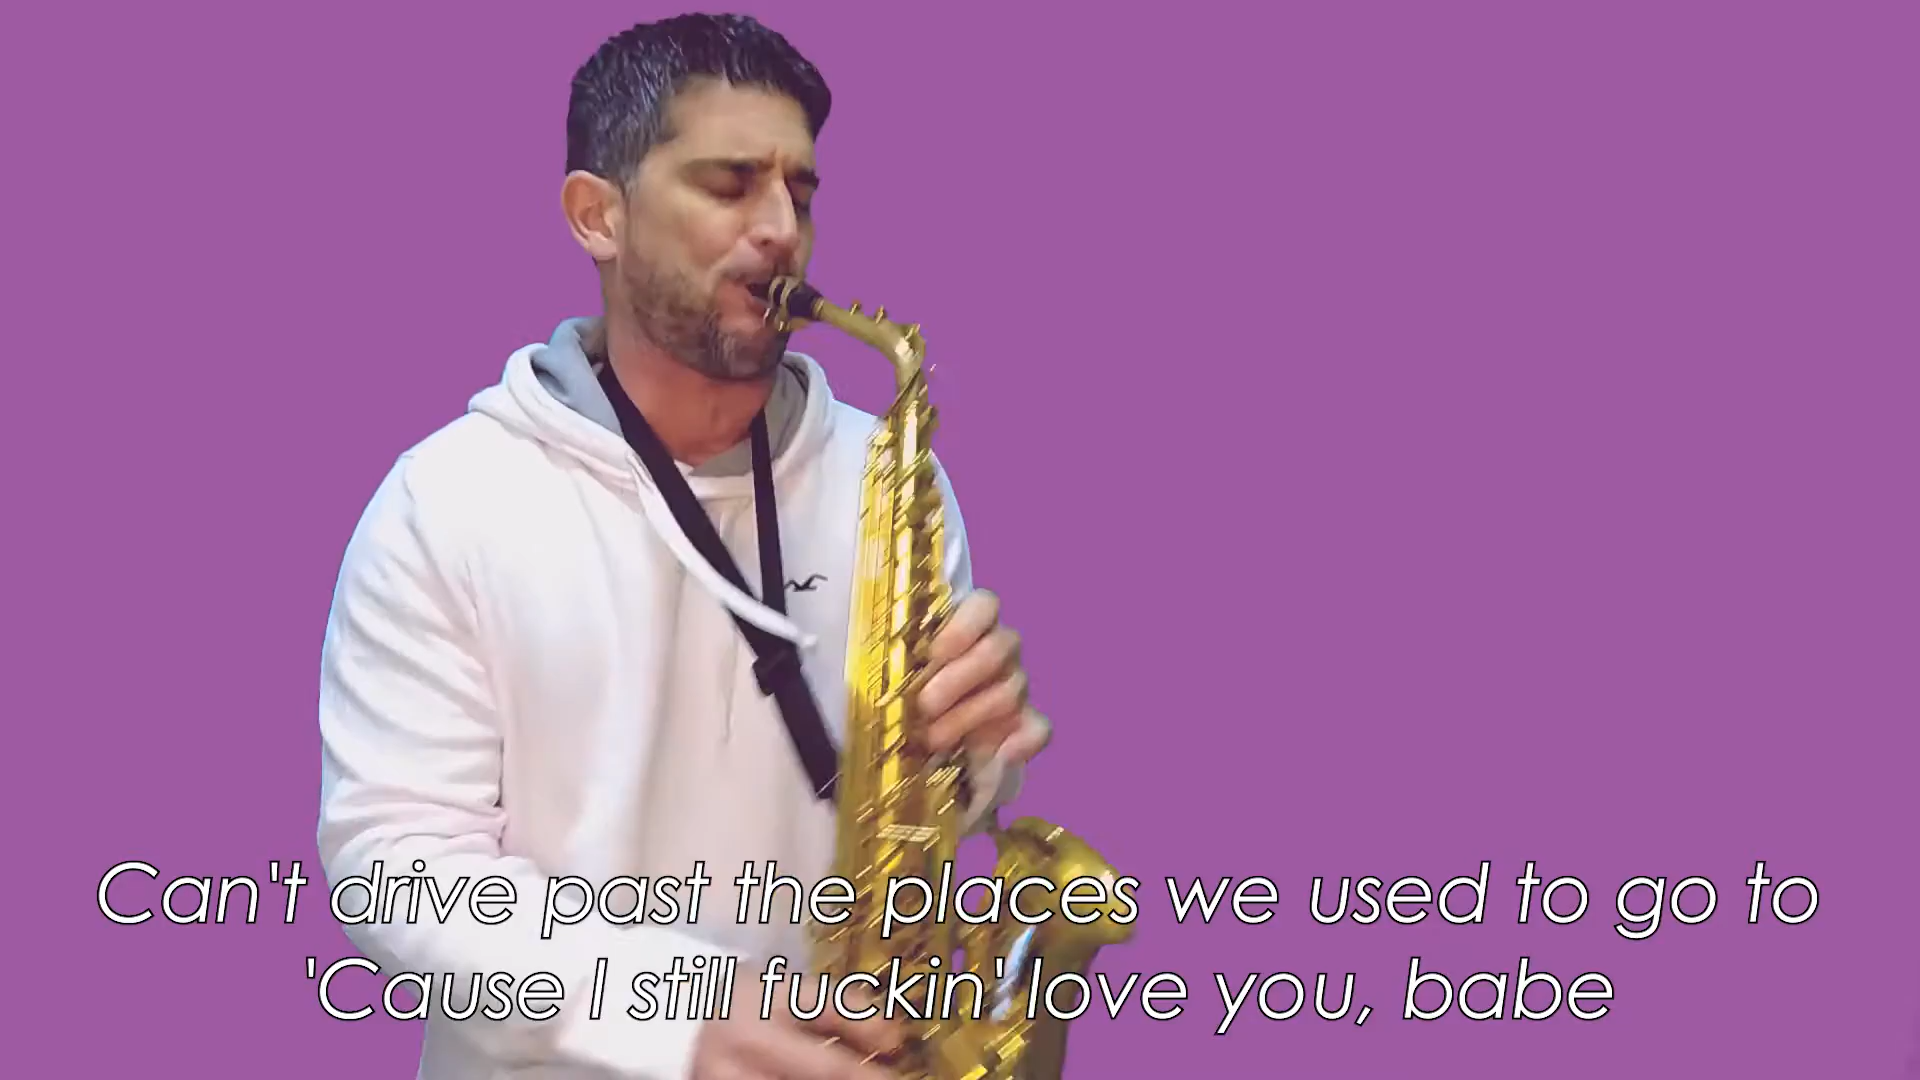 Can't drive past the places we used to go to
'Cause I still fuckin' love you, babe